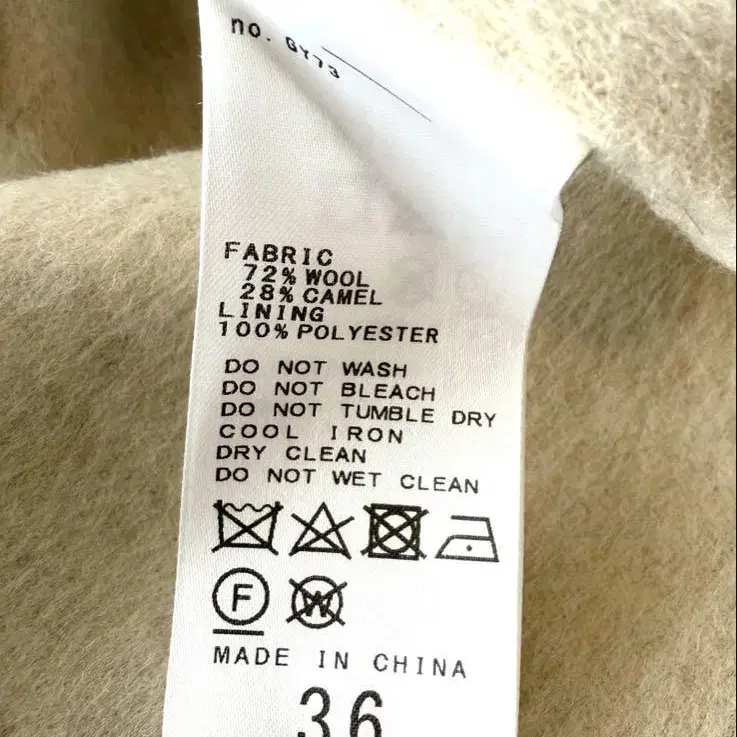 no. GY73
FABRIC
72% WOOL
28% CAMEL
LINING
100% POLYESTER
DO NOT WASH
DO NOT BLEACH
DO NOT TUMBLE DRY
COOL IRON
DRY CLEAN
DO NOT WET CLEAN
F W
MADE IN CHINA
36